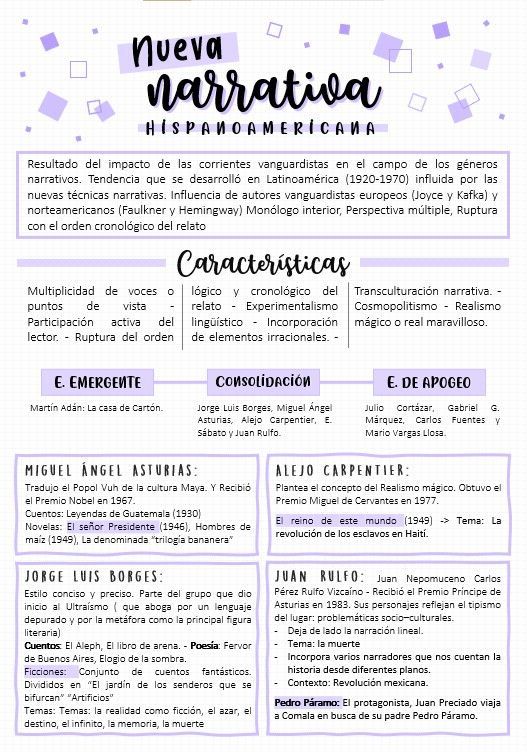 Nueva
narrativa
HISPANOAMERICANA
Resultado del impacto de las corrientes vanguardistas en el campo de los géneros
narrativos. Tendencia que se desarrolló en Latinoamérica (1920-1970) influida por las
nuevas técnicas narrativas. Influencia de autores vanguardistas europeos (Joyce y Kafka) y
norteamericanos (Faulkner y Hemingway) Monólogo interior, Perspectiva múltiple, Ruptura
con el orden cronológico del relato
Características
Multiplicidad de voces o
puntos de vista -
Participación activa del
lector. - Ruptura del orden
lógico y cronológico del
relato - Experimentalismo
lingüístico - Incorporación
de elementos irracionales. -
Transculturación narrativa. -
Cosmopolitismo - Realismo
mágico o real maravilloso.
E. EMERGENTE
Martín Adán: La casa de Cartón.
CONSOLIDACIÓN
Jorge Luis Borges, Miguel Ángel
Asturias, Alejo Carpentier, E.
Sábato y Juan Rulfo.
E. DE APOGEO
Julio Cortázar, Gabriel G.
Márquez, Carlos Fuentes y
Mario Vargas Llosa.
MIGUEL ÁNGEL ASTURIAS:
Tradujo el Popol Vuh de la cultura Maya. Y Recibió
el Premio Nobel en 1967.
Cuentos: Leyendas de Guatemala (1930)
Novelas: El señor Presidente (1946), Hombres de
maíz (1949), La denominada "trilogía bananera"
ALEJO CARPENTIER:
Plantea el concepto del Realismo mágico. Obtuvo el
Premio Miguel de Cervantes en 1977.
El reino de este mundo (1949) -> Tema: La
revolución de los esclavos en Haití.
JORGE LUIS BORGES:
Estilo conciso y preciso. Parte del grupo que dio
inicio al Ultraísmo ( que aboga por un lenguaje
depurado y por la metáfora como la principal figura
literaria)
Cuentos: El Aleph, El libro de arena. - Poesía: Fervor
de Buenos Aires, Elogio de la sombra.
Ficciones: Conjunto de cuentos fantásticos.
Divididos en "El jardín de los senderos que se
bifurcan" "Artificios"
Temas: Temas: la realidad como ficción, el azar, el
destino, el infinito, la memoria, la muerte
JUAN RULFO: Juan Nepomuceno Carlos
Pérez Rulfo Vizcaíno - Recibió el Premio Príncipe de
Asturias en 1983. Sus personajes reflejan el tipismo
del lugar: problemáticas socio–culturales.
- Deja de lado la narración lineal.
- Tema: la muerte
- Incorpora varios narradores que nos cuentan la
historia desde diferentes planos.
- Contexto: Revolución mexicana.
Pedro Páramo: El protagonista, Juan Preciado viaja
a Comala en busca de su padre Pedro Páramo.